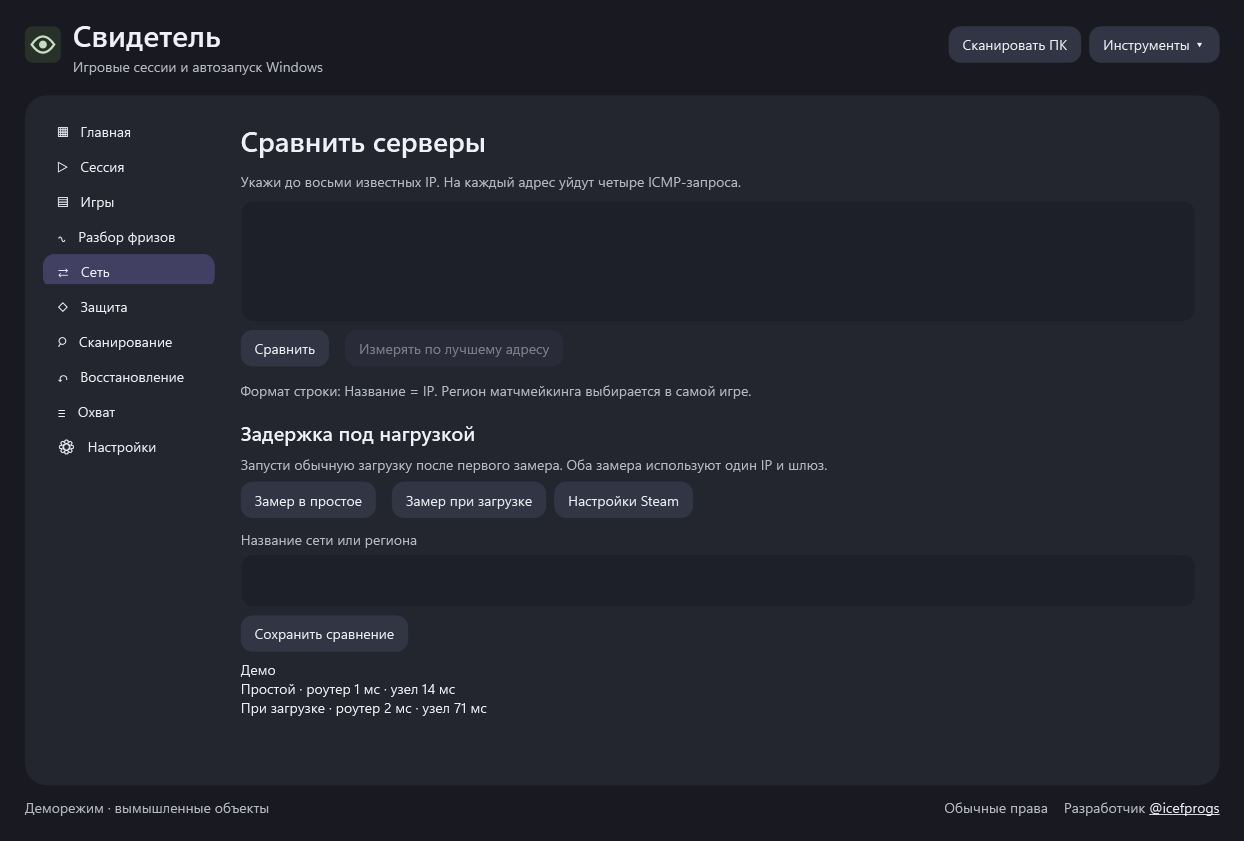 Свидетель
Игровые сессии и автозапуск Windows
Сканировать ПК
Инструменты
Главная
Сессия
Игры
Разбор фризов
Сеть
Защита
Сканирование
Восстановление
Охват
Настройки
Сравнить серверы
Укажи до восьми известных IP. На каждый адрес уйдут четыре ICMP-запроса.
Сравнить
Измерять по лучшему адресу
Формат строки: Название = IP. Регион матчмейкинга выбирается в самой игре.
Задержка под нагрузкой
Запусти обычную загрузку после первого замера. Оба замера используют один IP и шлюз.
Замер в простое
Замер при загрузке
Настройки Steam
Название сети или региона
Сохранить сравнение
Демо
Простой · роутер 1 мс · узел 14 мс
При загрузке · роутер 2 мс · узел 71 мс
Деморежим · вымышленные объекты
Обычные права
Разработчик @icefprogs